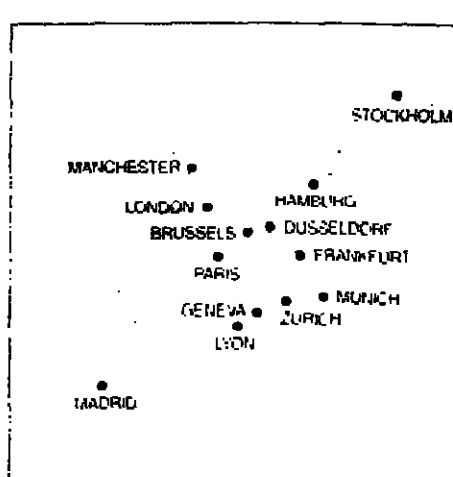 STOCKHOLM
MANCHESTER
HAMBURG
LONDON
DUSSELDORF
BRUSSELS
FRANKFURT
PARIS
MUNICH
GENEVA
ZURICH
LYON
MADRID